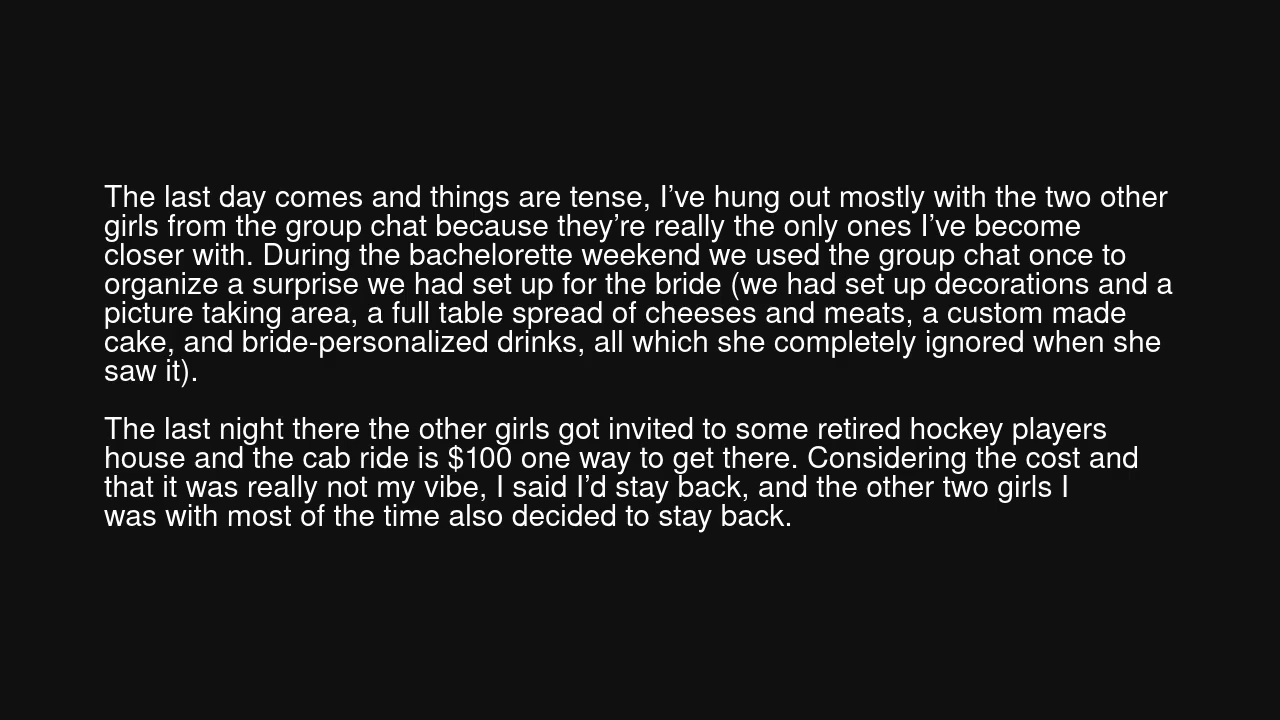 The last day comes and things are tense, I’ve hung out mostly with the two other
girls from the group chat because they’re really the only ones I’ve become
closer with. During the bachelorette weekend we used the group chat once to
organize a surprise we had set up for the bride (we had set up decorations and a
picture taking area, a full table spread of cheeses and meats, a custom made
cake, and bride-personalized drinks, all which she completely ignored when she
saw it).
The last night there the other girls got invited to some retired hockey players
house and the cab ride is $100 one way to get there. Considering the cost and
that it was really not my vibe, I said I’d stay back, and the other two girls I
was with most of the time also decided to stay back.